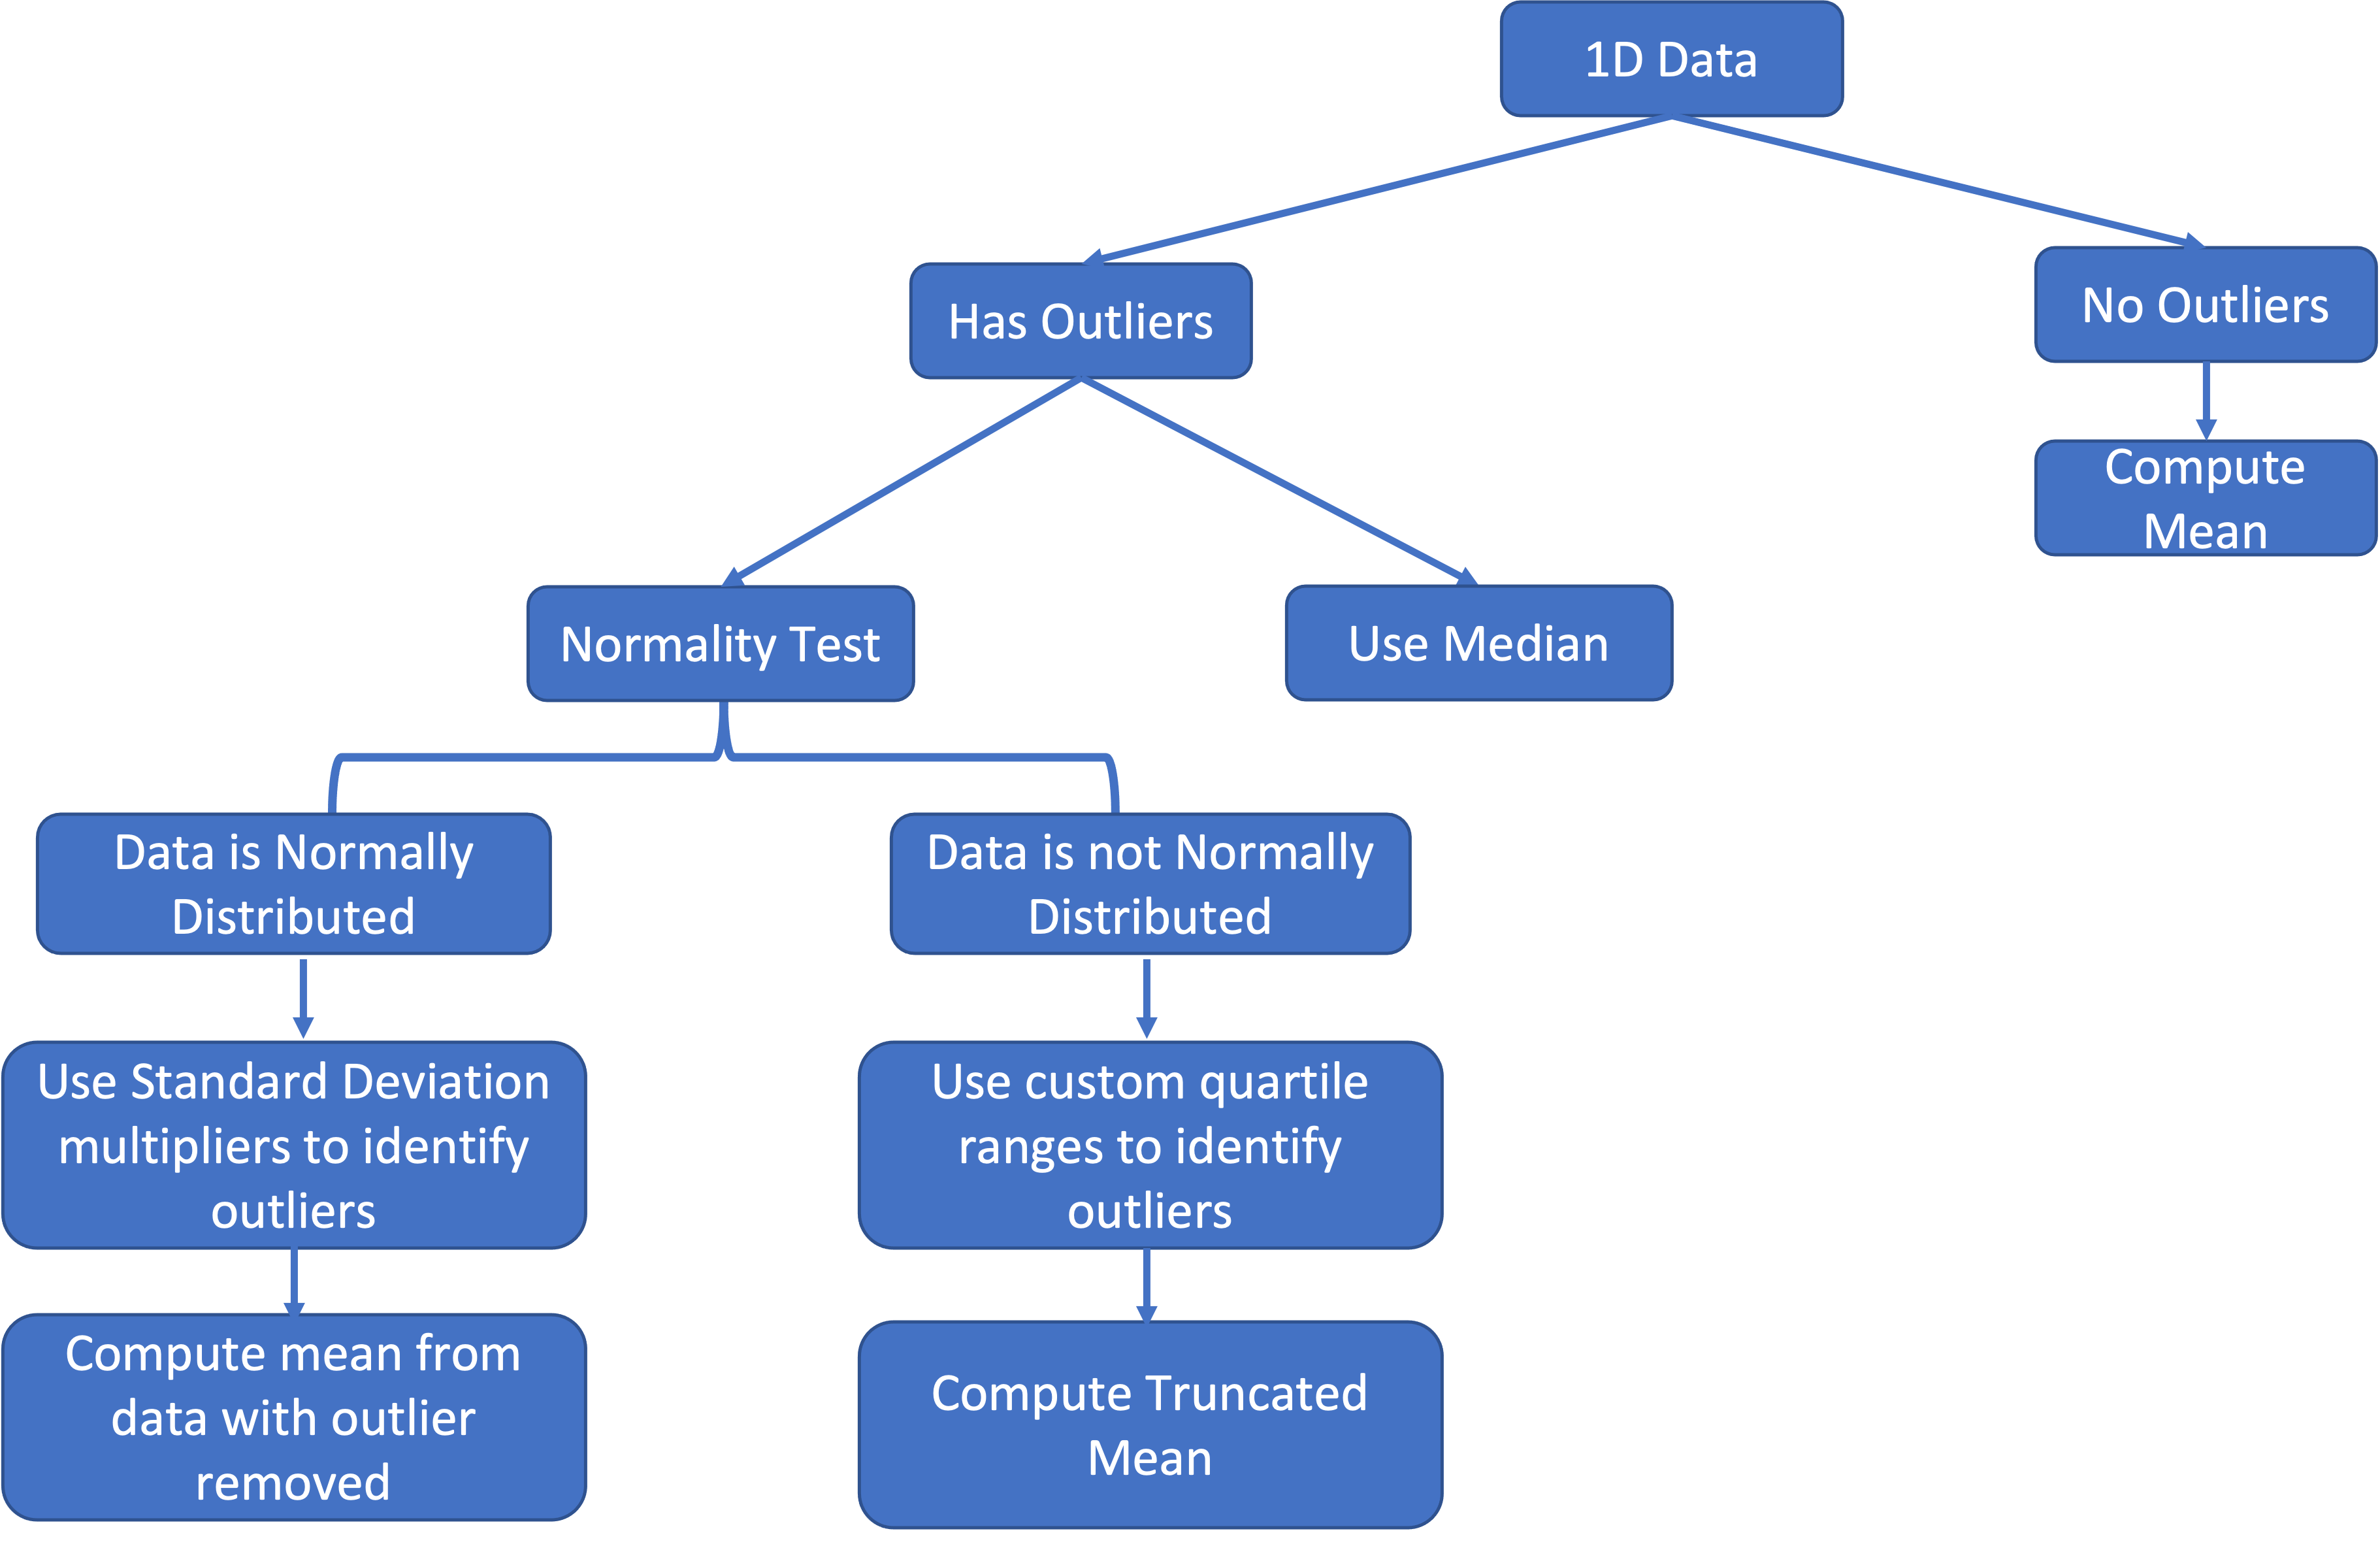 1D Data
Has Outliers
No Outliers
Compute
Mean
Normality Test
Use Median
Data is Normally
Distributed
Data is not Normally
Distributed
Use Standard Deviation
multipliers to identify
outliers
Use custom quartile
ranges to identify
outliers
Compute mean from
data with outlier
removed
Compute Truncated
Mean